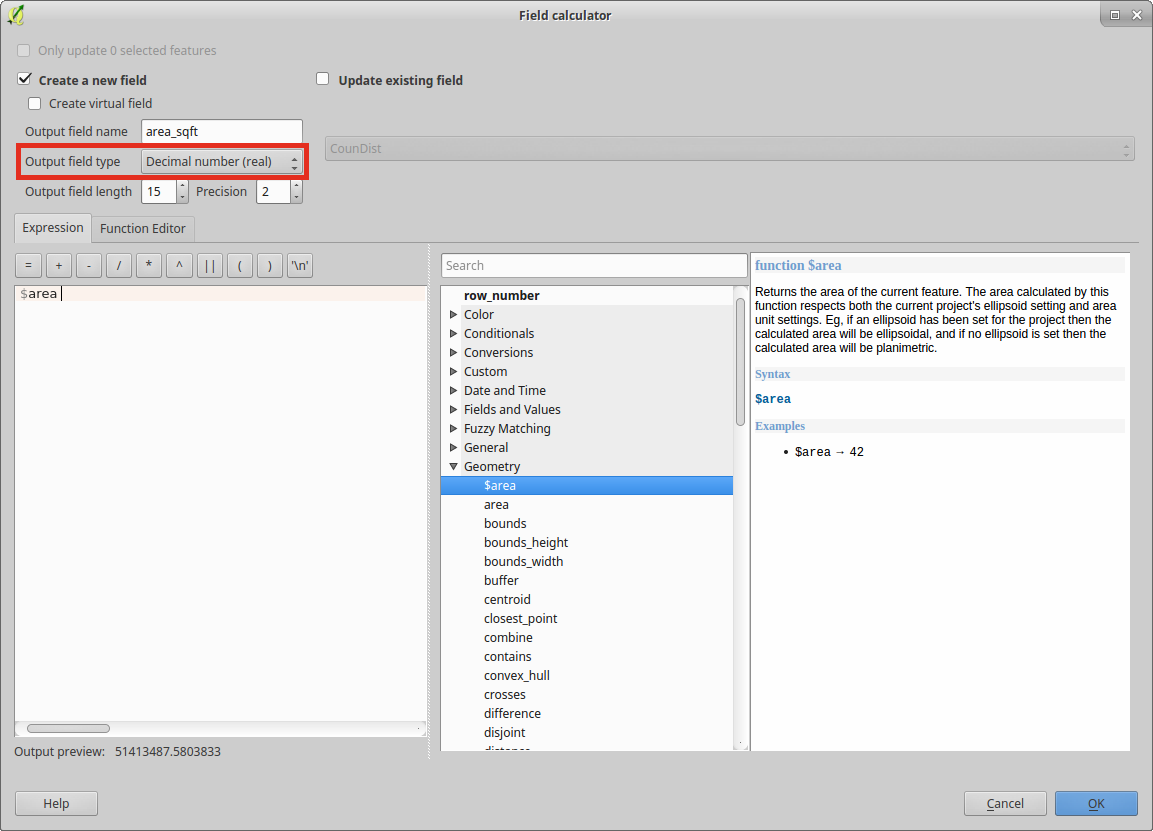 Field calculator
Only update 0 selected features
Create a new field
Update existing field
Create virtual field
Output field name area_sqft
CounDist
Output field type Decimal number (real)
Output field length 15 Precision 2
Expression Function Editor
= + - / * ^ || ( ) '\n'
$area
Output preview: 51413487.5803833
Search
row_number
Color
Conditionals
Conversions
Custom
Date and Time
Fields and Values
Fuzzy Matching
General
Geometry
$area
area
bounds
bounds_height
bounds_width
buffer
centroid
closest_point
combine
contains
convex_hull
crosses
difference
disjoint
function $area
Returns the area of the current feature. The area calculated by this
function respects both the current project's ellipsoid setting and area
unit settings. Eg, if an ellipsoid has been set for the project then the
calculated area will be ellipsoidal, and if no ellipsoid is set then the
calculated area will be planimetric.
Syntax
$area
Examples
• $area → 42
Help
Cancel
OK